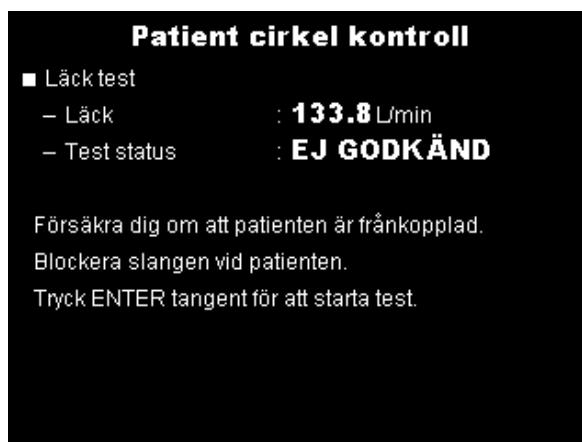 Patient cirkel kontroll
■ Läck test
– Läck : 133.8 L/min
– Test status : EJ GODKÄND
Försäkra dig om att patienten är frånkopplad.
Blockera slangen vid patienten.
Tryck ENTER tangent för att starta test.